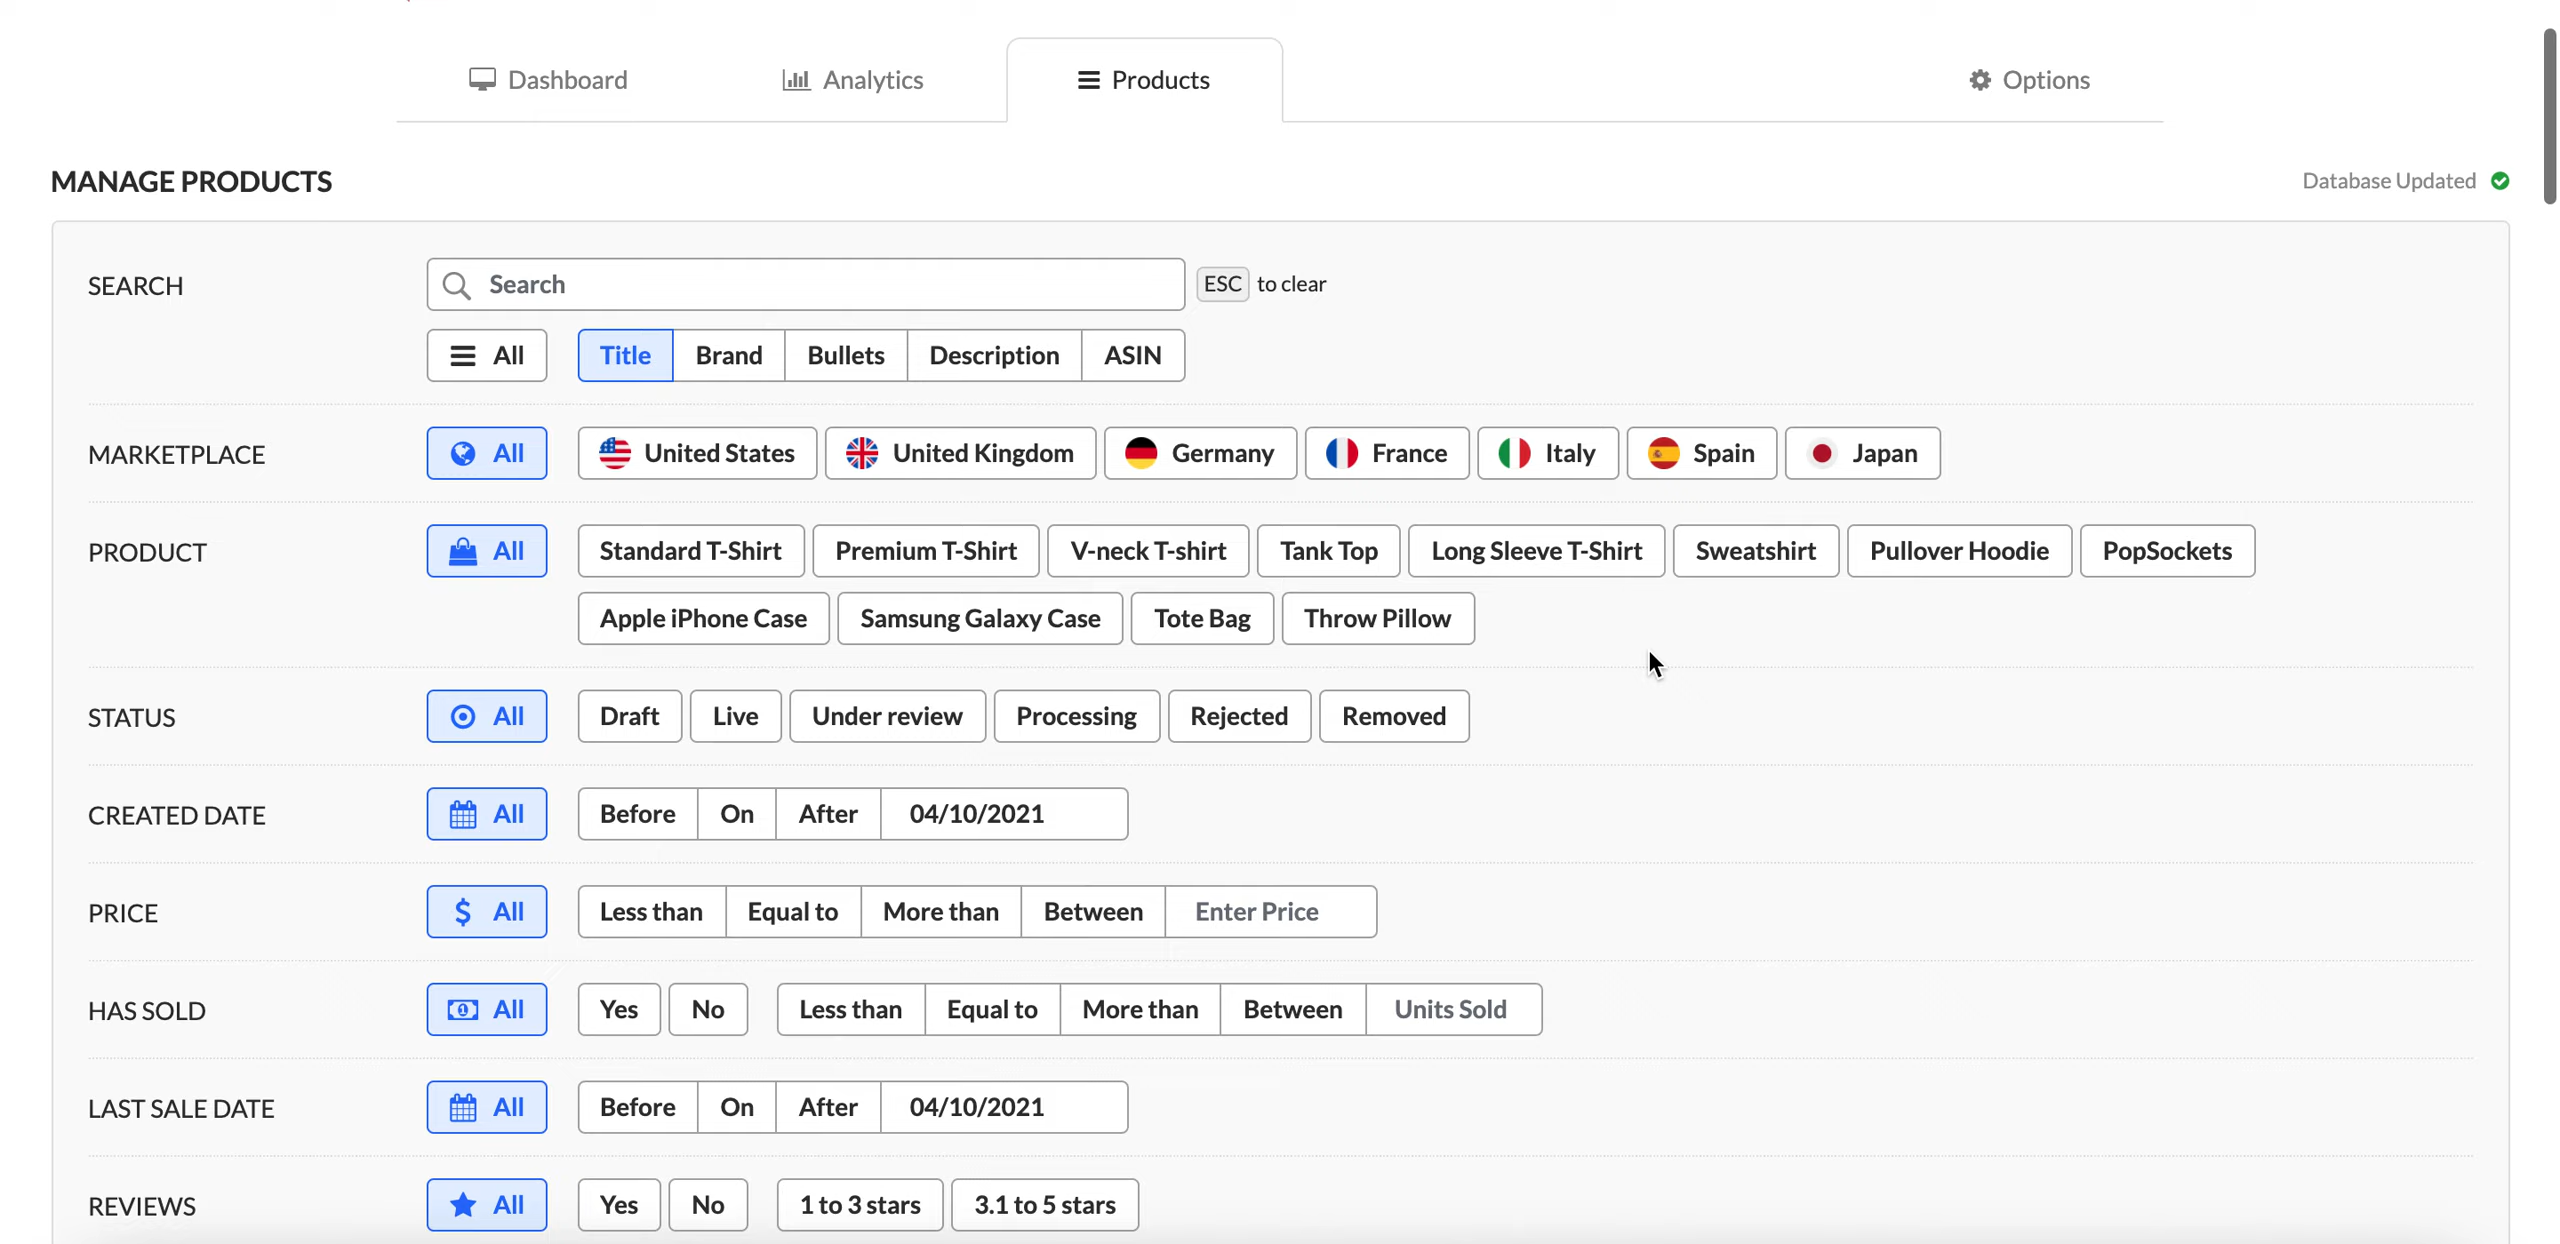 Dashboard Analytics Products Options
MANAGE PRODUCTS Database Updated
SEARCH Search ESC to clear
All Title Brand Bullets Description ASIN
MARKETPLACE All United States United Kingdom Germany France Italy Spain Japan
PRODUCT All Standard T-Shirt Premium T-Shirt V-neck T-shirt Tank Top Long Sleeve T-Shirt Sweatshirt Pullover Hoodie PopSockets
Apple iPhone Case Samsung Galaxy Case Tote Bag Throw Pillow
STATUS All Draft Live Under review Processing Rejected Removed
CREATED DATE All Before On After 04/10/2021
PRICE $ All Less than Equal to More than Between Enter Price
HAS SOLD All Yes No Less than Equal to More than Between Units Sold
LAST SALE DATE All Before On After 04/10/2021
REVIEWS All Yes No 1 to 3 stars 3.1 to 5 stars